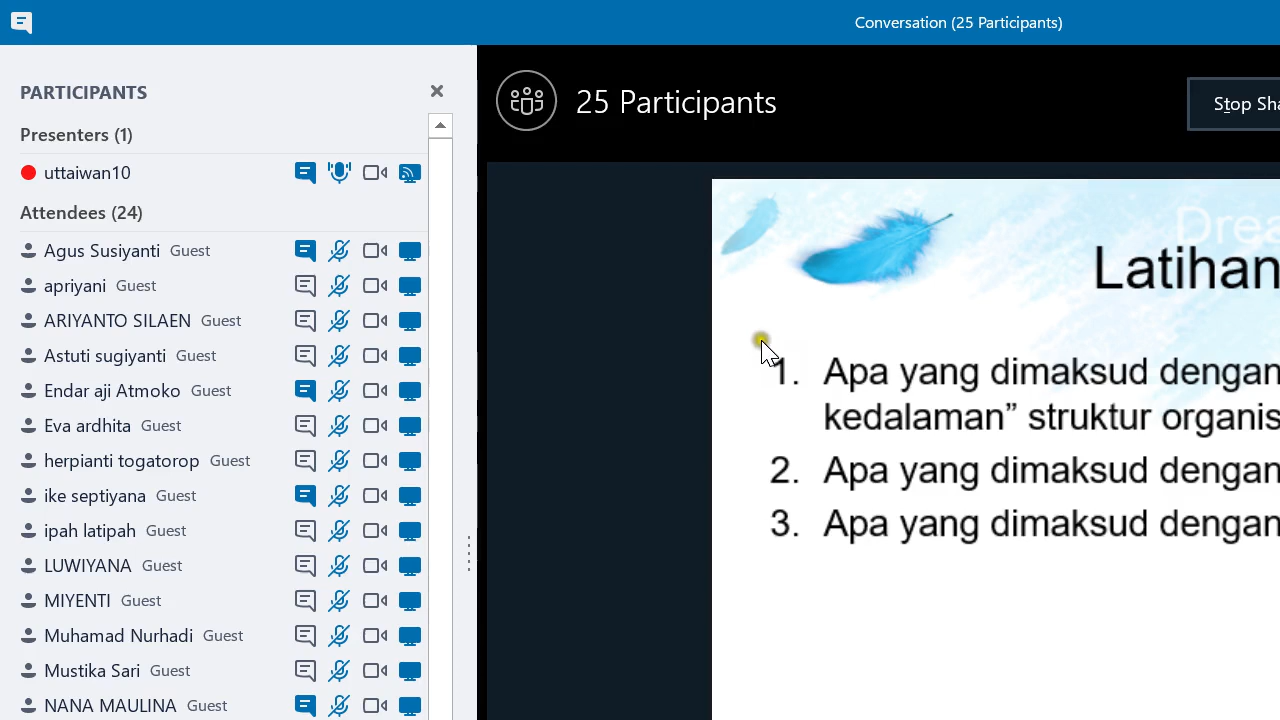 Conversation (25 Participants)
PARTICIPANTS
Presenters (1)
uttaiwan10
Attendees (24)
Agus Susiyanti Guest
apriyani Guest
ARIYANTO SILAEN Guest
Astuti sugiyanti Guest
Endar aji Atmoko Guest
Eva ardhita Guest
herpianti togatorop Guest
ike septiyana Guest
ipah latipah Guest
LUWIYANA Guest
MIYENTI Guest
Muhamad Nurhadi Guest
Mustika Sari Guest
NANA MAULINA Guest
25 Participants
Stop Sha
Drea
Latihan
1. Apa yang dimaksud dengan
kedalaman” struktur organis
2. Apa yang dimaksud dengan
3. Apa yang dimaksud dengan